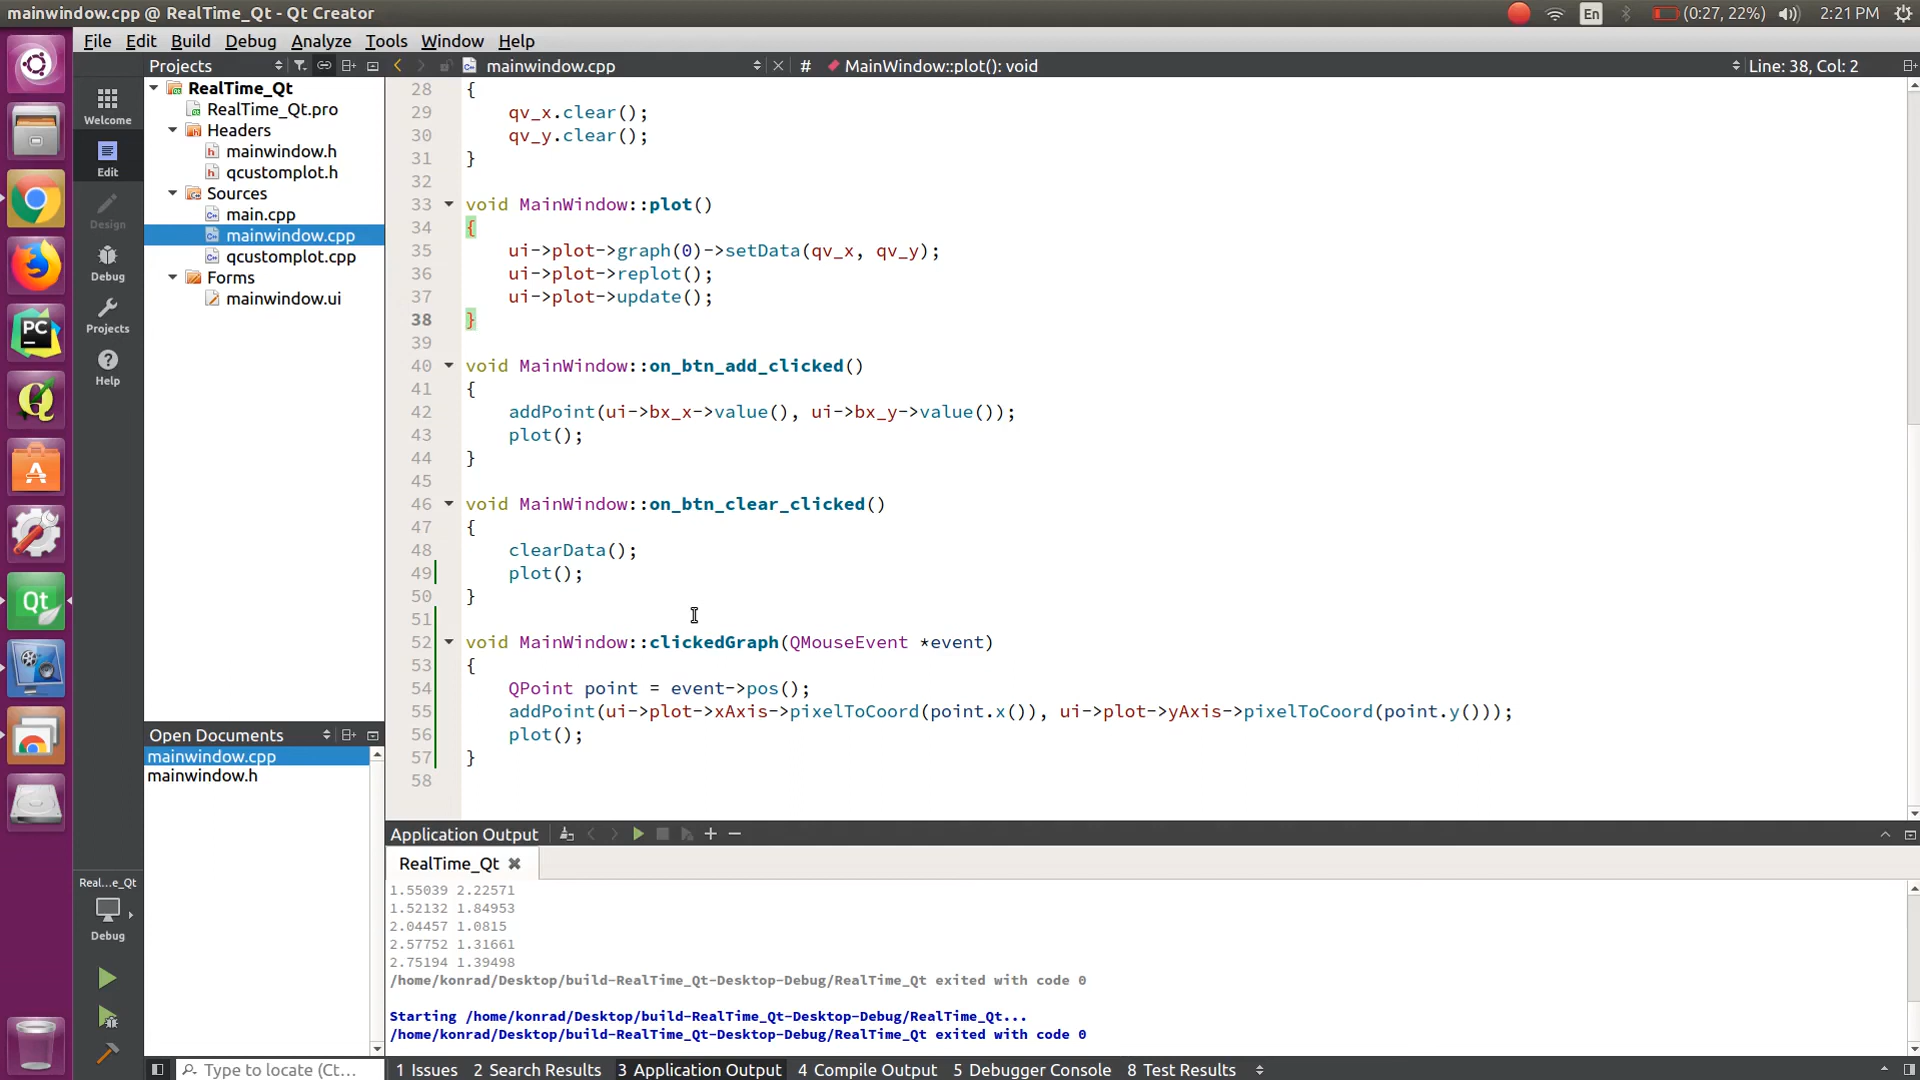 mainwindow.cpp @ RealTime_Qt - Qt Creator
En
(0:27, 22%)
2:21 PM
File Edit Build Debug Analyze Tools Window Help
Projects
mainwindow.cpp
#
MainWindow::plot(): void
Line: 38, Col: 2
Welcome
Edit
Design
Debug
Projects
Help
RealTime_Qt
RealTime_Qt.pro
Headers
mainwindow.h
qcustomplot.h
Sources
main.cpp
mainwindow.cpp
qcustomplot.cpp
Forms
mainwindow.ui
28 {
29 qv_x.clear();
30 qv_y.clear();
31 }
32
33 void MainWindow::plot()
34 {
35 ui->plot->graph(0)->setData(qv_x, qv_y);
36 ui->plot->replot();
37 ui->plot->update();
38 }
39
40 void MainWindow::on_btn_add_clicked()
41 {
42 addPoint(ui->bx_x->value(), ui->bx_y->value());
43 plot();
44 }
45
46 void MainWindow::on_btn_clear_clicked()
47 {
48 clearData();
49 plot();
50 }
51
52 void MainWindow::clickedGraph(QMouseEvent *event)
53 {
54 QPoint point = event->pos();
55 addPoint(ui->plot->xAxis->pixelToCoord(point.x()), ui->plot->yAxis->pixelToCoord(point.y()));
56 plot();
57 }
58
Open Documents
mainwindow.cpp
mainwindow.h
PC
Qt
Real...e_Qt
Debug
Application Output
RealTime_Qt
1.55039 2.22571
1.52132 1.84953
2.04457 1.0815
2.57752 1.31661
2.75194 1.39498
/home/konrad/Desktop/build-RealTime_Qt-Desktop-Debug/RealTime_Qt exited with code 0
Starting /home/konrad/Desktop/build-RealTime_Qt-Desktop-Debug/RealTime_Qt...
/home/konrad/Desktop/build-RealTime_Qt-Desktop-Debug/RealTime_Qt exited with code 0
Type to locate (Ct...
1 Issues 2 Search Results 3 Application Output 4 Compile Output 5 Debugger Console 8 Test Results